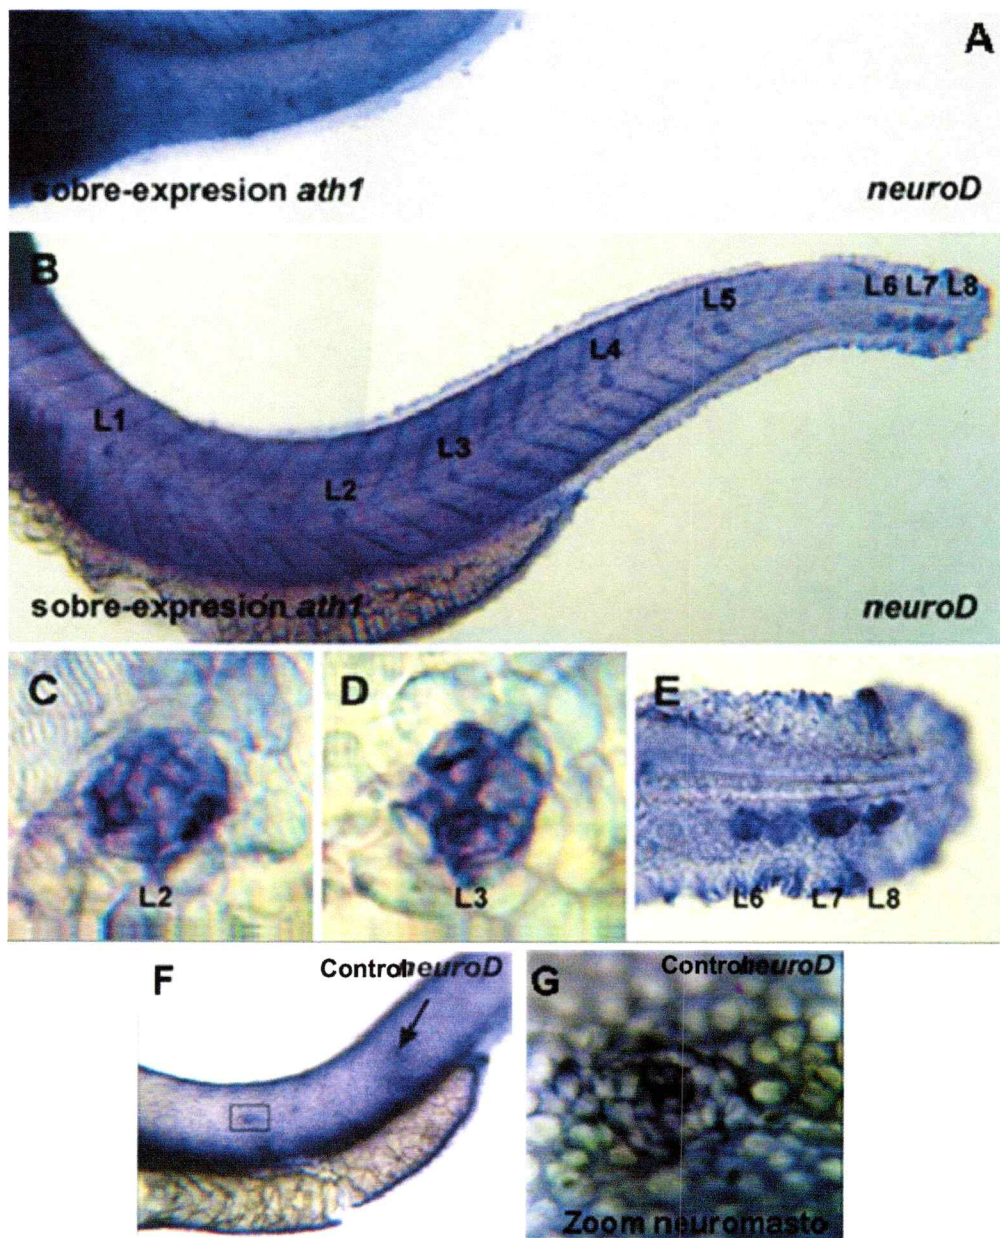 A
sobre-expresion ath1 neuroD
B
L1 L2 L3 L4 L5 L6 L7 L8
sobre-expresión ath1 neuroD
C
L2
D
L3
E
L6 L7 L8
F
Control neuroD
G
Control neuroD
Zoom neuromasto